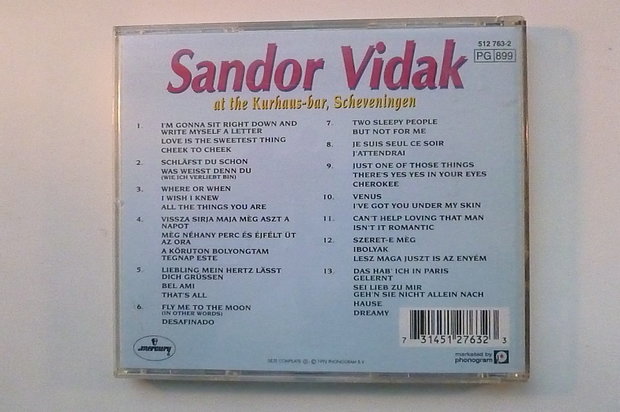 512 763-2
PG 899
Sandor Vidak
at the Kurhaus-bar, Scheveningen
1. I'M GONNA SIT RIGHT DOWN AND
WRITE MYSELF A LETTER
LOVE IS THE SWEETEST THING
CHEEK TO CHEEK
2. SCHLÄFST DU SCHON
WAS WEISST DENN DU
(WIE ICH VERLIEBT BIN)
3. WHERE OR WHEN
I WISH I KNEW
ALL THE THINGS YOU ARE
4. VISSZA SIRJA MAJA MÈG ASZT A
NAPOT
MÈG NÉHANY PERC ÉS ÉJFÉLT ÜT
AZ ORA
A KÖRUTON BOLYONGTAM
TEGNAP ESTE
5. LIEBLING MEIN HERTZ LÄSST
DICH GRÜSSEN
BEL AMI
THAT'S ALL
6. FLY ME TO THE MOON
(IN OTHER WORDS)
DESAFINADO
7. TWO SLEEPY PEOPLE
BUT NOT FOR ME
8. JE SUIS SEUL CE SOIR
J'ATTENDRAI
9. JUST ONE OF THOSE THINGS
THERE'S YES YES IN YOUR EYES
CHEROKEE
10. VENUS
I'VE GOT YOU UNDER MY SKIN
11. CAN'T HELP LOVING THAT MAN
ISN'T IT ROMANTIC
12. SZERET-E MÈG
IBOLYAK
LESZ MAGA JUSZT IS AZ ENYÉM
13. DAS HAB' ICH IN PARIS
GELERNT
SEI LIEB ZU MIR
GEH'N SIE NICHT ALLEIN NACH
HAUSE
DREAMY
mercury
7 31451 27632 3
marketed by
phonogram